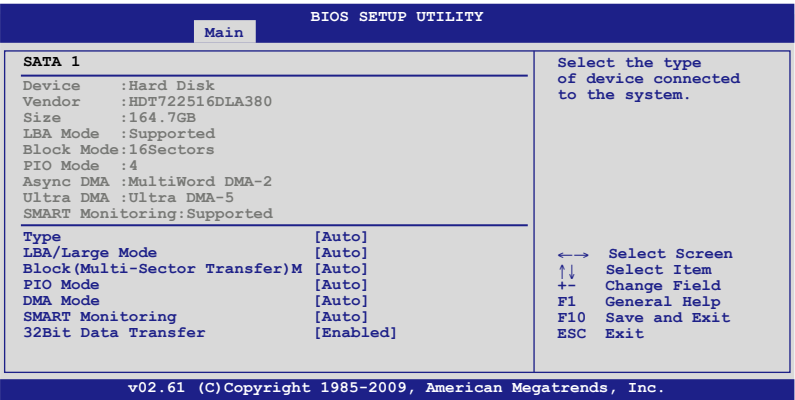 BIOS SETUP UTILITY
Main
SATA 1
Device :Hard Disk
Vendor :HDT722516DLA380
Size :164.7GB
LBA Mode :Supported
Block Mode:16Sectors
PIO Mode :4
Async DMA :MultiWord DMA-2
Ultra DMA :Ultra DMA-5
SMART Monitoring:Supported
Type [Auto]
LBA/Large Mode [Auto]
Block(Multi-Sector Transfer)M [Auto]
PIO Mode [Auto]
DMA Mode [Auto]
SMART Monitoring [Auto]
32Bit Data Transfer [Enabled]
Select the type
of device connected
to the system.
←→ Select Screen
↑↓ Select Item
+- Change Field
F1 General Help
F10 Save and Exit
ESC Exit
v02.61 (C)Copyright 1985-2009, American Megatrends, Inc.